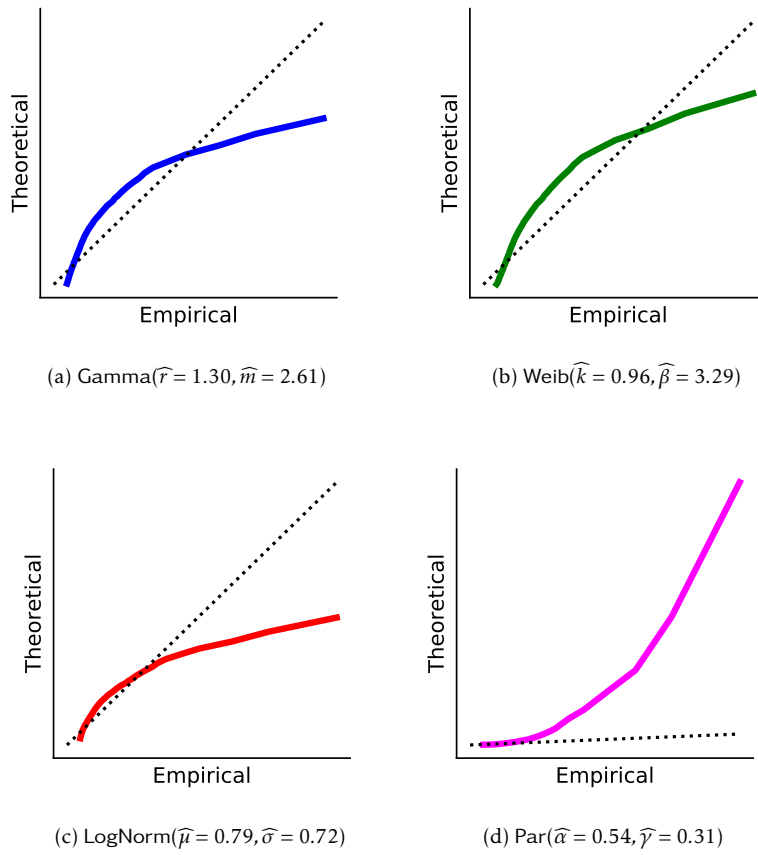 Theoretical
Empirical
(a) Gamma(r̂ = 1.30, m̂ = 2.61)
Theoretical
Empirical
(b) Weib(k̂ = 0.96, β̂ = 3.29)
Theoretical
Empirical
(c) LogNorm(μ̂ = 0.79, σ̂ = 0.72)
Theoretical
Empirical
(d) Par(α̂ = 0.54, γ̂ = 0.31)